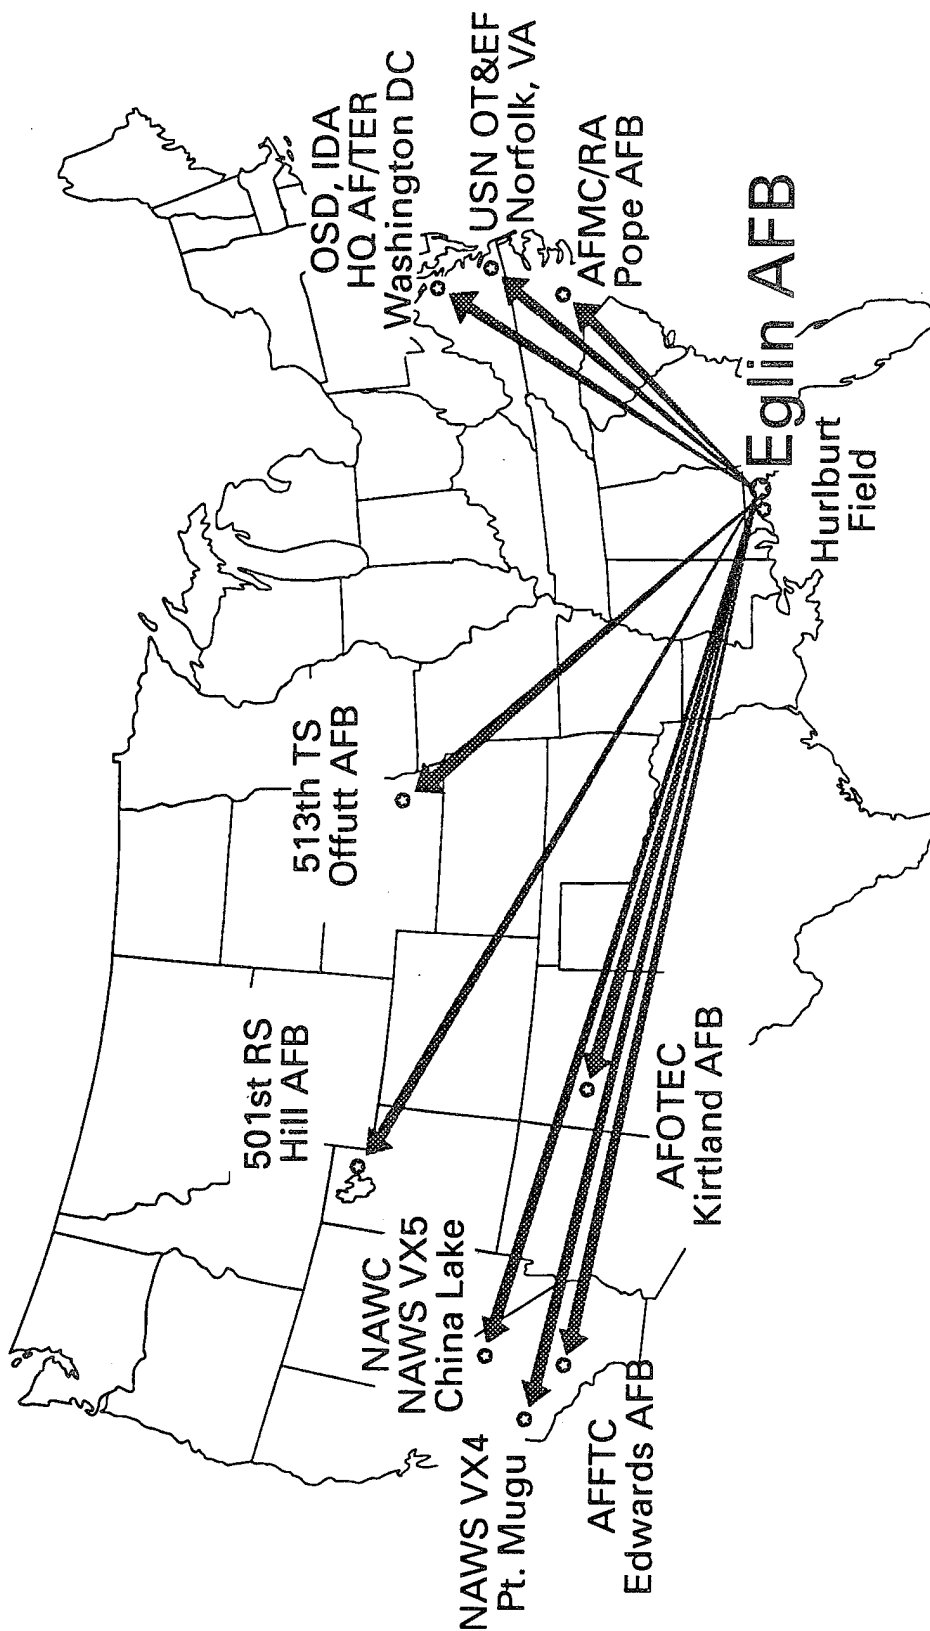 NAWS VX4
Pt. Mugu
AFFTC
Edwards AFB
NAWC
NAWS VX5
China Lake
501st RS
Hill AFB
AFOTEC
Kirtland AFB
513th TS
Offutt AFB
Hurlburt
Field
Eglin AFB
OSD, IDA
HQ AF/TER
Washington DC
USN OT&EF
Norfolk, VA
AFMC/RA
Pope AFB